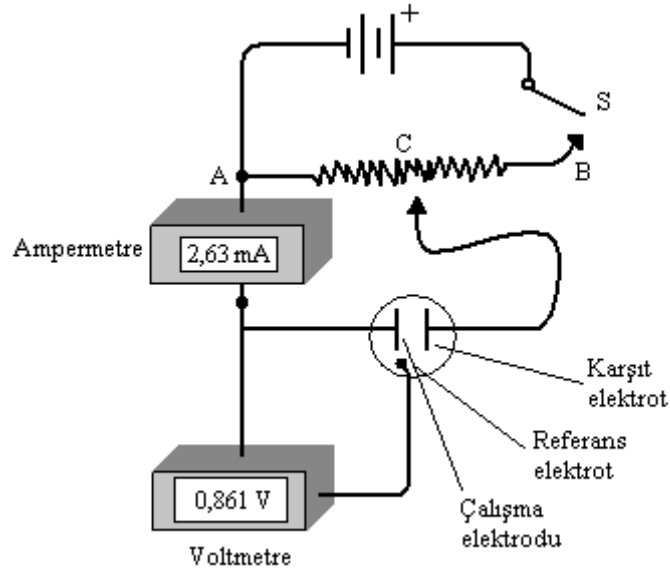 +
S
C
A
B
Ampermetre
2,63 mA
Karşıt
elektrot
Referans
elektrot
0,861 V
Çalışma
elektrodu
Voltmetre